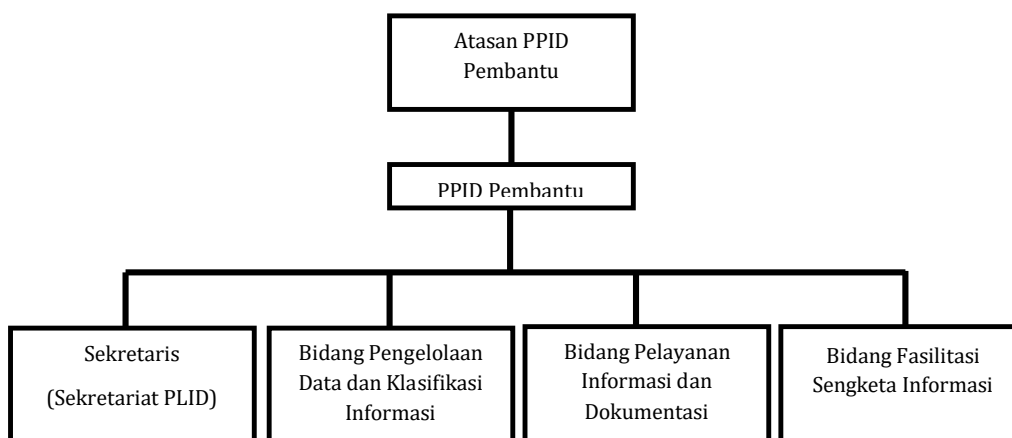 Atasan PPID
Pembantu
PPID Pembantu
Sekretaris
(Sekretariat PLID)
Bidang Pengelolaan
Data dan Klasifikasi
Informasi
Bidang Pelayanan
Informasi dan
Dokumentasi
Bidang Fasilitasi
Sengketa Informasi